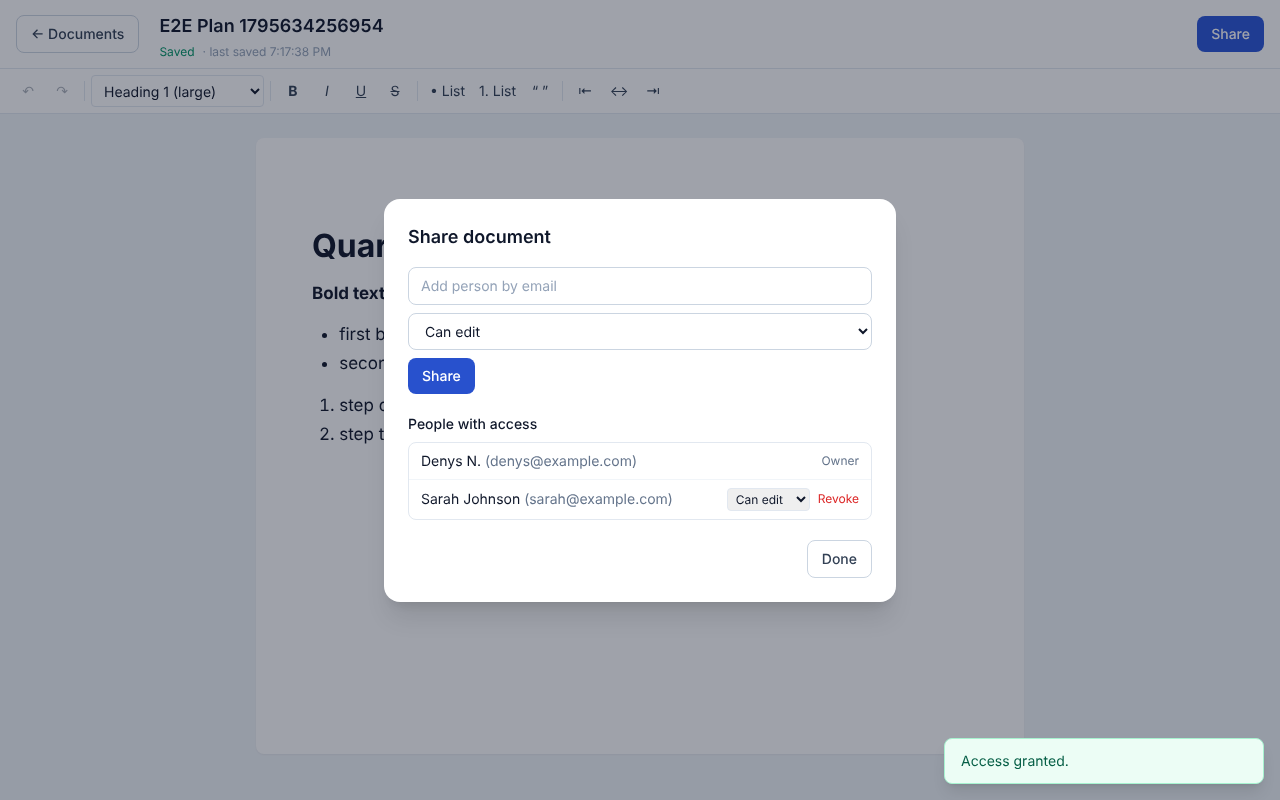 ← Documents
E2E Plan 1795634256954
Saved · last saved 7:17:38 PM
Share
Heading 1 (large)
B I U S • List 1. List “ ”
Bold text
first b
secon
1. step
2. step t
Share document
Add person by email
Can edit
Share
People with access
Denys N. (denys@example.com) Owner
Sarah Johnson (sarah@example.com) Can edit Revoke
Done
Access granted.